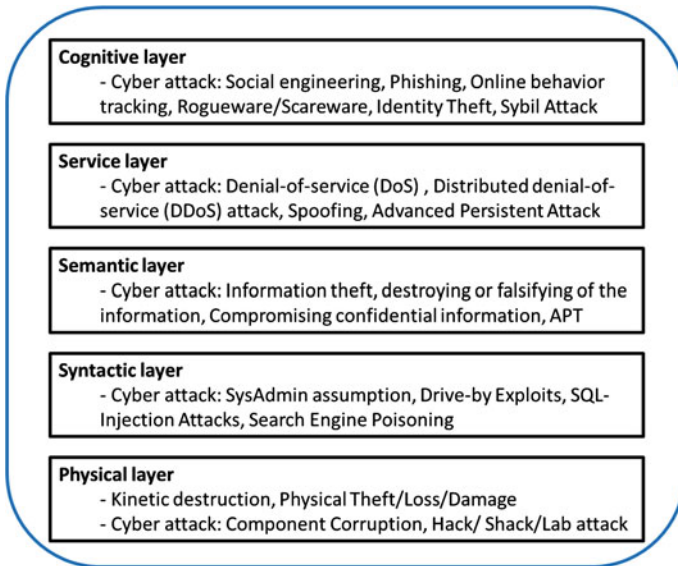 Cognitive layer
- Cyber attack: Social engineering, Phishing, Online behavior
tracking, Rogueware/Scareware, Identity Theft, Sybil Attack
Service layer
- Cyber attack: Denial-of-service (DoS) , Distributed denial-of-
service (DDoS) attack, Spoofing, Advanced Persistent Attack
Semantic layer
- Cyber attack: Information theft, destroying or falsifying of the
information, Compromising confidential information, APT
Syntactic layer
- Cyber attack: SysAdmin assumption, Drive-by Exploits, SQL-
Injection Attacks, Search Engine Poisoning
Physical layer
- Kinetic destruction, Physical Theft/Loss/Damage
- Cyber attack: Component Corruption, Hack/ Shack/Lab attack